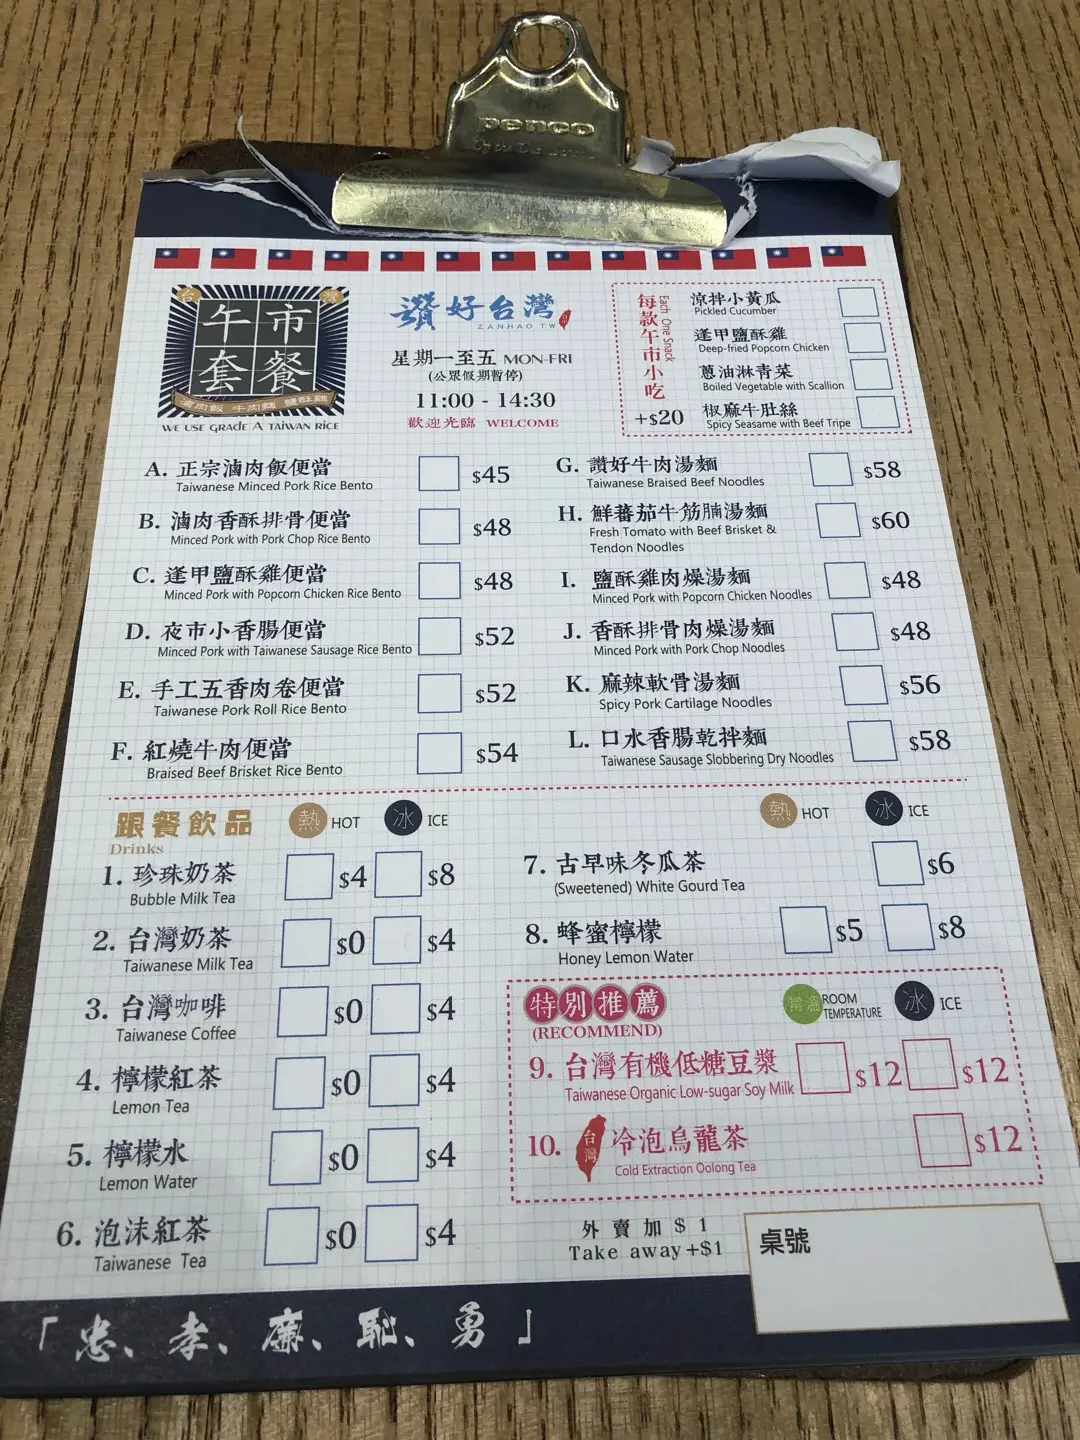 penco
台灣
午市
套餐
滷肉飯 牛肉麵 鹽酥雞
WE USE GRADE A TAIWAN RICE
讚好台灣
ZANHAO.TW
星期一至五 MON-FRI
(公眾假期暫停)
11:00 - 14:30
歡迎光臨 WELCOME
每款午市小吃
Each One Snack
+$20
涼拌小黃瓜
Pickled Cucumber
逢甲鹽酥雞
Deep-fried Popcorn Chicken
蔥油淋青菜
Boiled Vegetable with Scallion
椒麻牛肚絲
Spicy Seasame with Beef Tripe
A. 正宗滷肉飯便當 $45
Taiwanese Minced Pork Rice Bento
B. 滷肉香酥排骨便當 $48
Minced Pork with Pork Chop Rice Bento
C. 逢甲鹽酥雞便當 $48
Minced Pork with Popcorn Chicken Rice Bento
D. 夜市小香腸便當 $52
Minced Pork with Taiwanese Sausage Rice Bento
E. 手工五香肉卷便當 $52
Taiwanese Pork Roll Rice Bento
F. 紅燒牛肉便當 $54
Braised Beef Brisket Rice Bento
G. 讚好牛肉湯麵 $58
Taiwanese Braised Beef Noodles
H. 鮮蕃茄牛筋腩湯麵 $60
Fresh Tomato with Beef Brisket &
Tendon Noodles
I. 鹽酥雞肉燥湯麵 $48
Minced Pork with Popcorn Chicken Noodles
J. 香酥排骨肉燥湯麵 $48
Minced Pork with Pork Chop Noodles
K. 麻辣軟骨湯麵 $56
Spicy Pork Cartilage Noodles
L. 口水香腸乾拌麵 $58
Taiwanese Sausage Slobbering Dry Noodles
跟餐飲品 熱 HOT 冰 ICE
Drinks
1. 珍珠奶茶 $4 $8
Bubble Milk Tea
2. 台灣奶茶 $0 $4
Taiwanese Milk Tea
3. 台灣咖啡 $0 $4
Taiwanese Coffee
4. 檸檬紅茶 $0 $4
Lemon Tea
5. 檸檬水 $0 $4
Lemon Water
6. 泡沫紅茶 $0 $4
Taiwanese Tea
熱 HOT 冰 ICE
7. 古早味冬瓜茶 $6
(Sweetened) White Gourd Tea
8. 蜂蜜檸檬 $5 $8
Honey Lemon Water
特別推薦 常溫 ROOM TEMPERATURE 冰 ICE
(RECOMMEND)
9. 台灣有機低糖豆漿 $12 $12
Taiwanese Organic Low-sugar Soy Milk
10. 台灣 冷泡烏龍茶 $12
Cold Extraction Oolong Tea
外賣加 $1
Take away +$1
桌號
「忠、孝、廉、恥、勇」